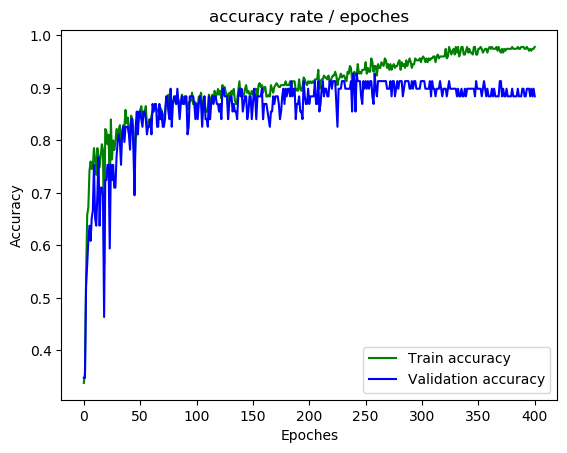 accuracy rate / epoches
1.0
0.9
0.8
0.7
0.6
0.5
0.4
Accuracy
Train accuracy
Validation accuracy
0 50 100 150 200 250 300 350 400
Epoches